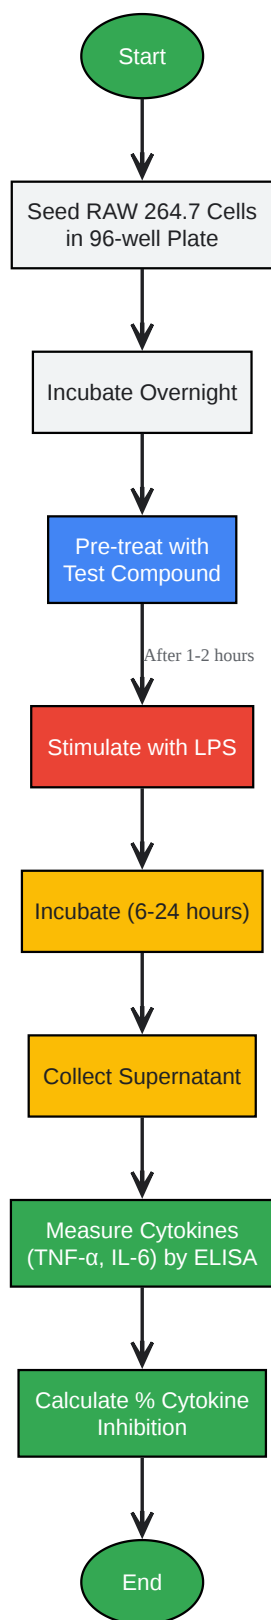 Start
Seed RAW 264.7 Cells
in 96-well Plate
Incubate Overnight
Pre-treat with
Test Compound
After 1-2 hours
Stimulate with LPS
Incubate (6-24 hours)
Collect Supernatant
Measure Cytokines
(TNF-α, IL-6) by ELISA
Calculate % Cytokine
Inhibition
End